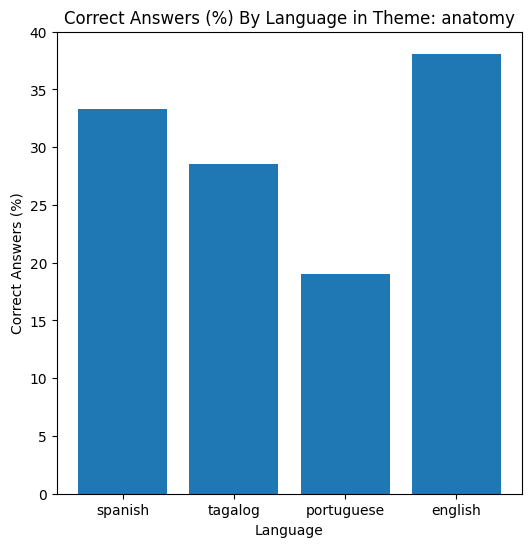 Correct Answers (%) By Language in Theme: anatomy
Correct Answers (%)
40
35
30
25
20
15
10
5
0
spanish tagalog portuguese english
Language